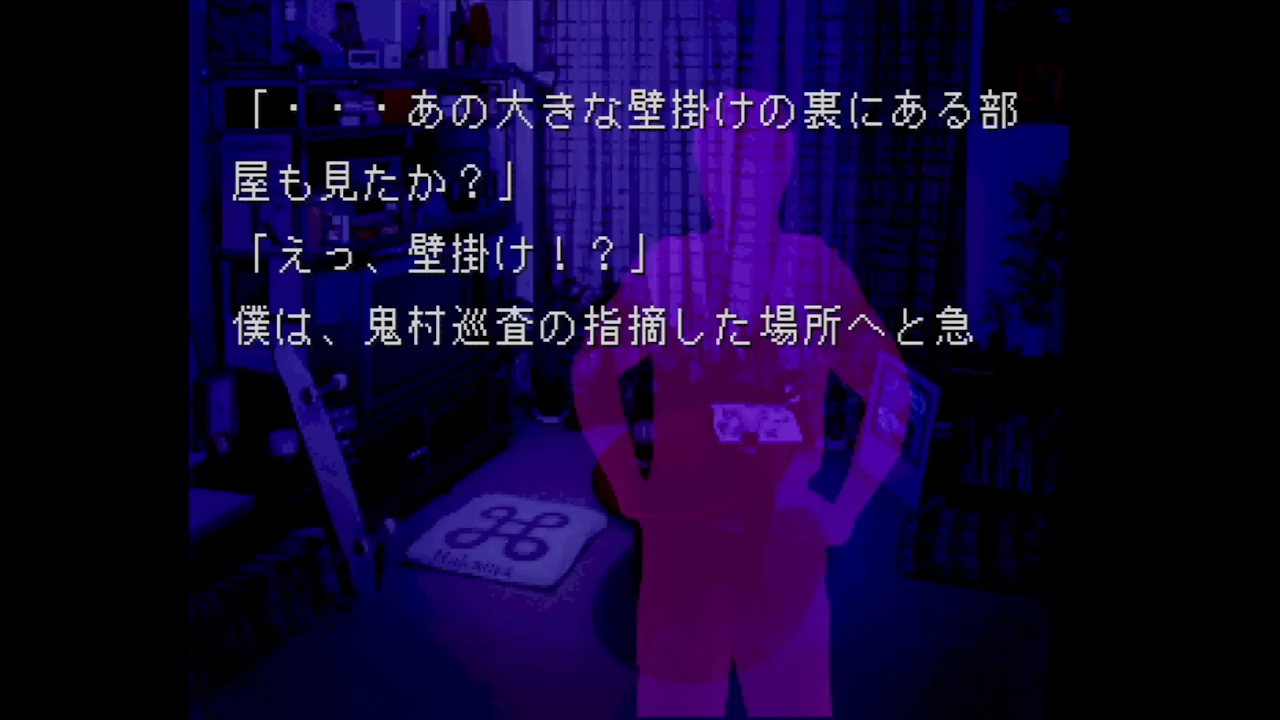 「・・・あの大きな壁掛けの裏にある部
屋も見たか？」
「えっ、壁掛け！？」
僕は、鬼村巡査の指摘した場所へと急